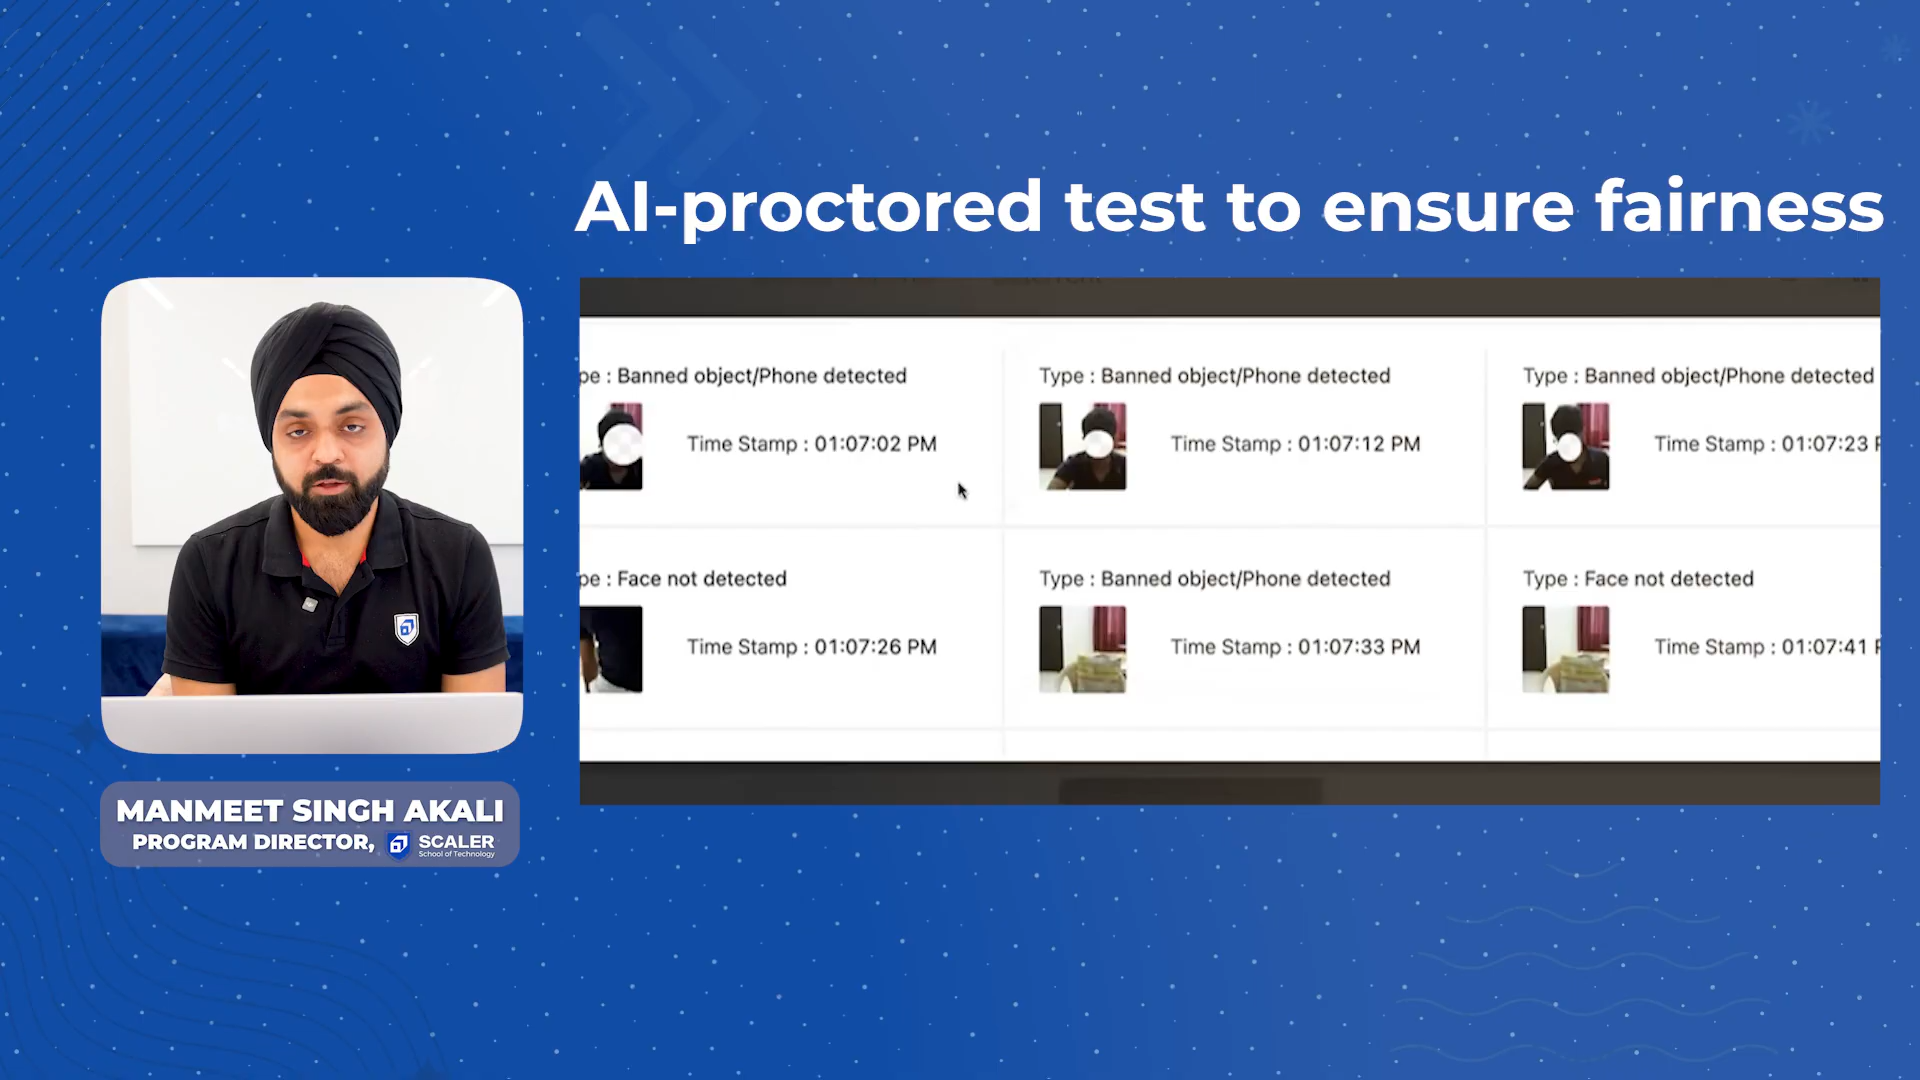 AI-proctored test to ensure fairness
pe : Banned object/Phone detected
Type : Banned object/Phone detected
Type : Banned object/Phone detected
Time Stamp : 01:07:02 PM
Time Stamp : 01:07:12 PM
Time Stamp : 01:07:23
pe : Face not detected
Type : Banned object/Phone detected
Type : Face not detected
Time Stamp : 01:07:26 PM
Time Stamp : 01:07:33 PM
Time Stamp : 01:07:41
MANMEET SINGH AKALI
PROGRAM DIRECTOR, SCALER
School of Technology